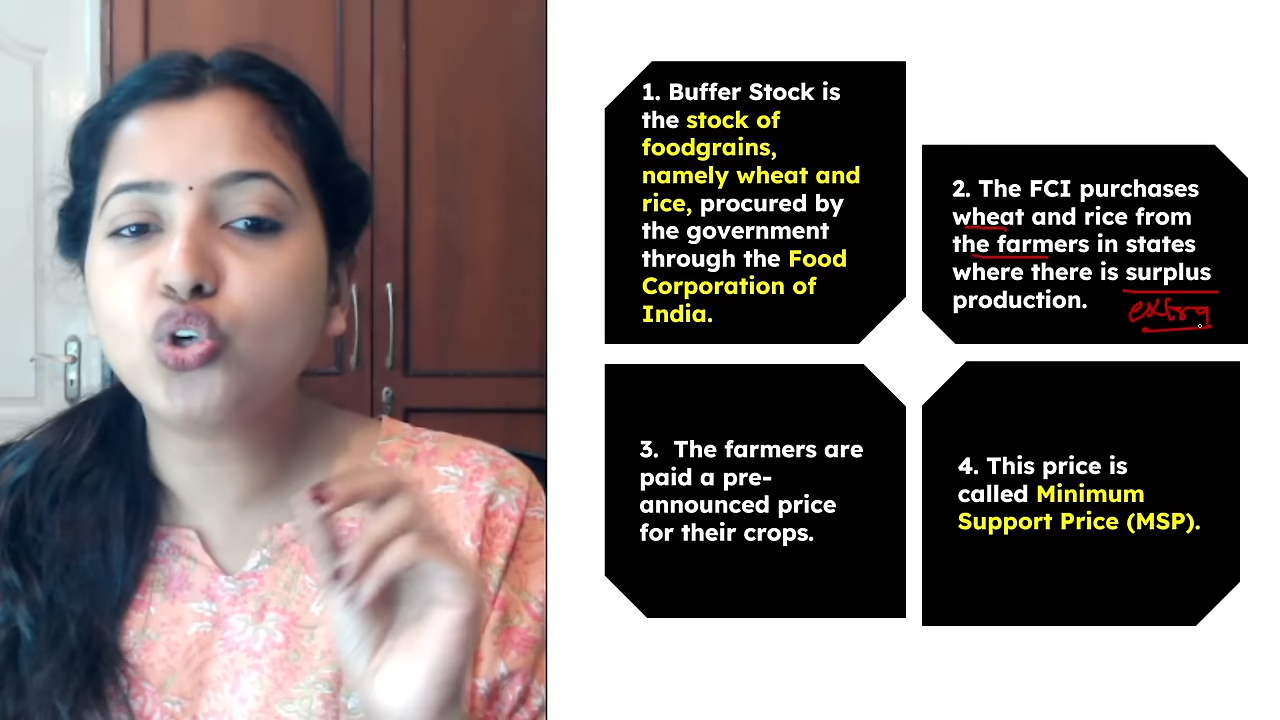 1. Buffer Stock is
the stock of
foodgrains,
namely wheat and
rice, procured by
the government
through the Food
Corporation of
India.
2. The FCI purchases
wheat and rice from
the farmers in states
where there is surplus
production.
extra
3.  The farmers are
paid a pre-
announced price
for their crops.
4. This price is
called Minimum
Support Price (MSP).